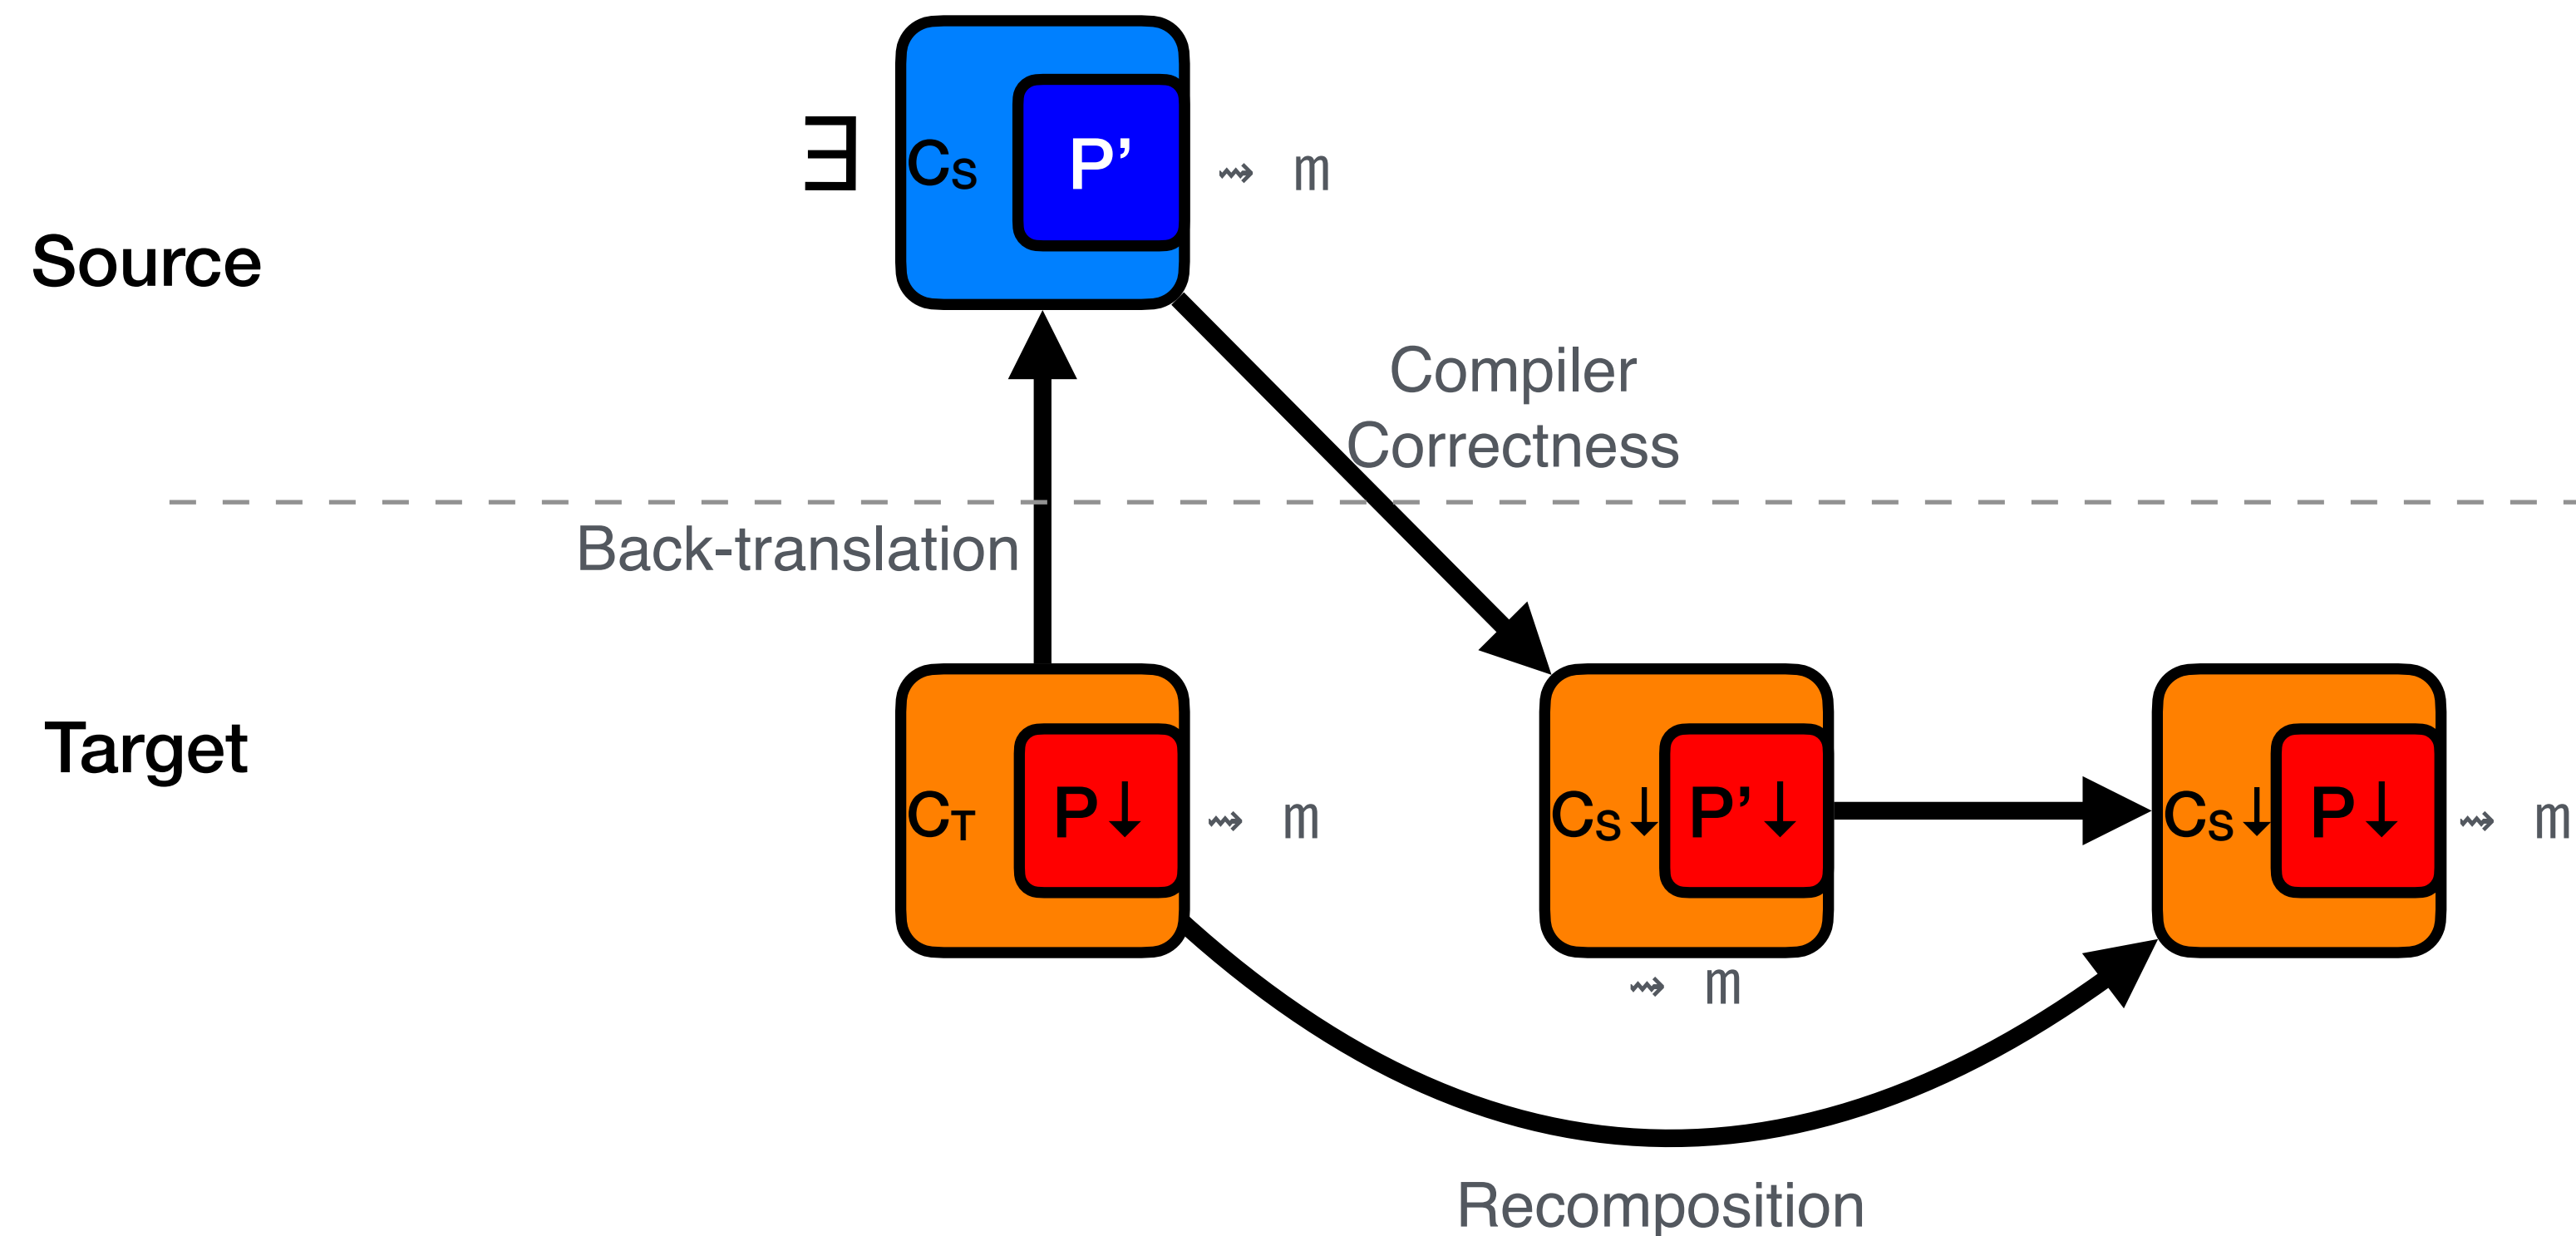 ∃ Cs P’ ⇝ m
Source
Compiler
Correctness
Back-translation
Target
CT P↓ ⇝ m
Cs↓ P’↓
⇝ m
Cs↓ P↓ ⇝ m
Recomposition